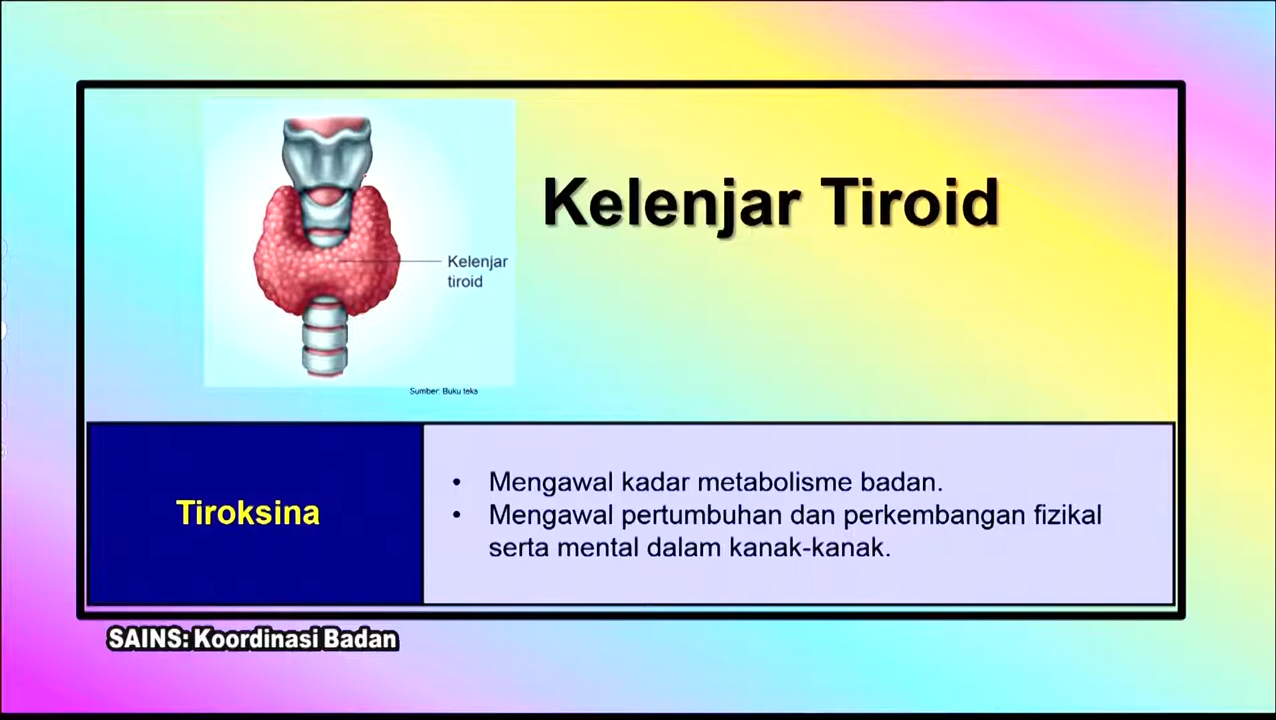 Kelenjar Tiroid
Kelenjar
tiroid
Sumber: Buku teks
Tiroksina
• Mengawal kadar metabolisme badan.
• Mengawal pertumbuhan dan perkembangan fizikal
serta mental dalam kanak-kanak.
SAINS: Koordinasi Badan